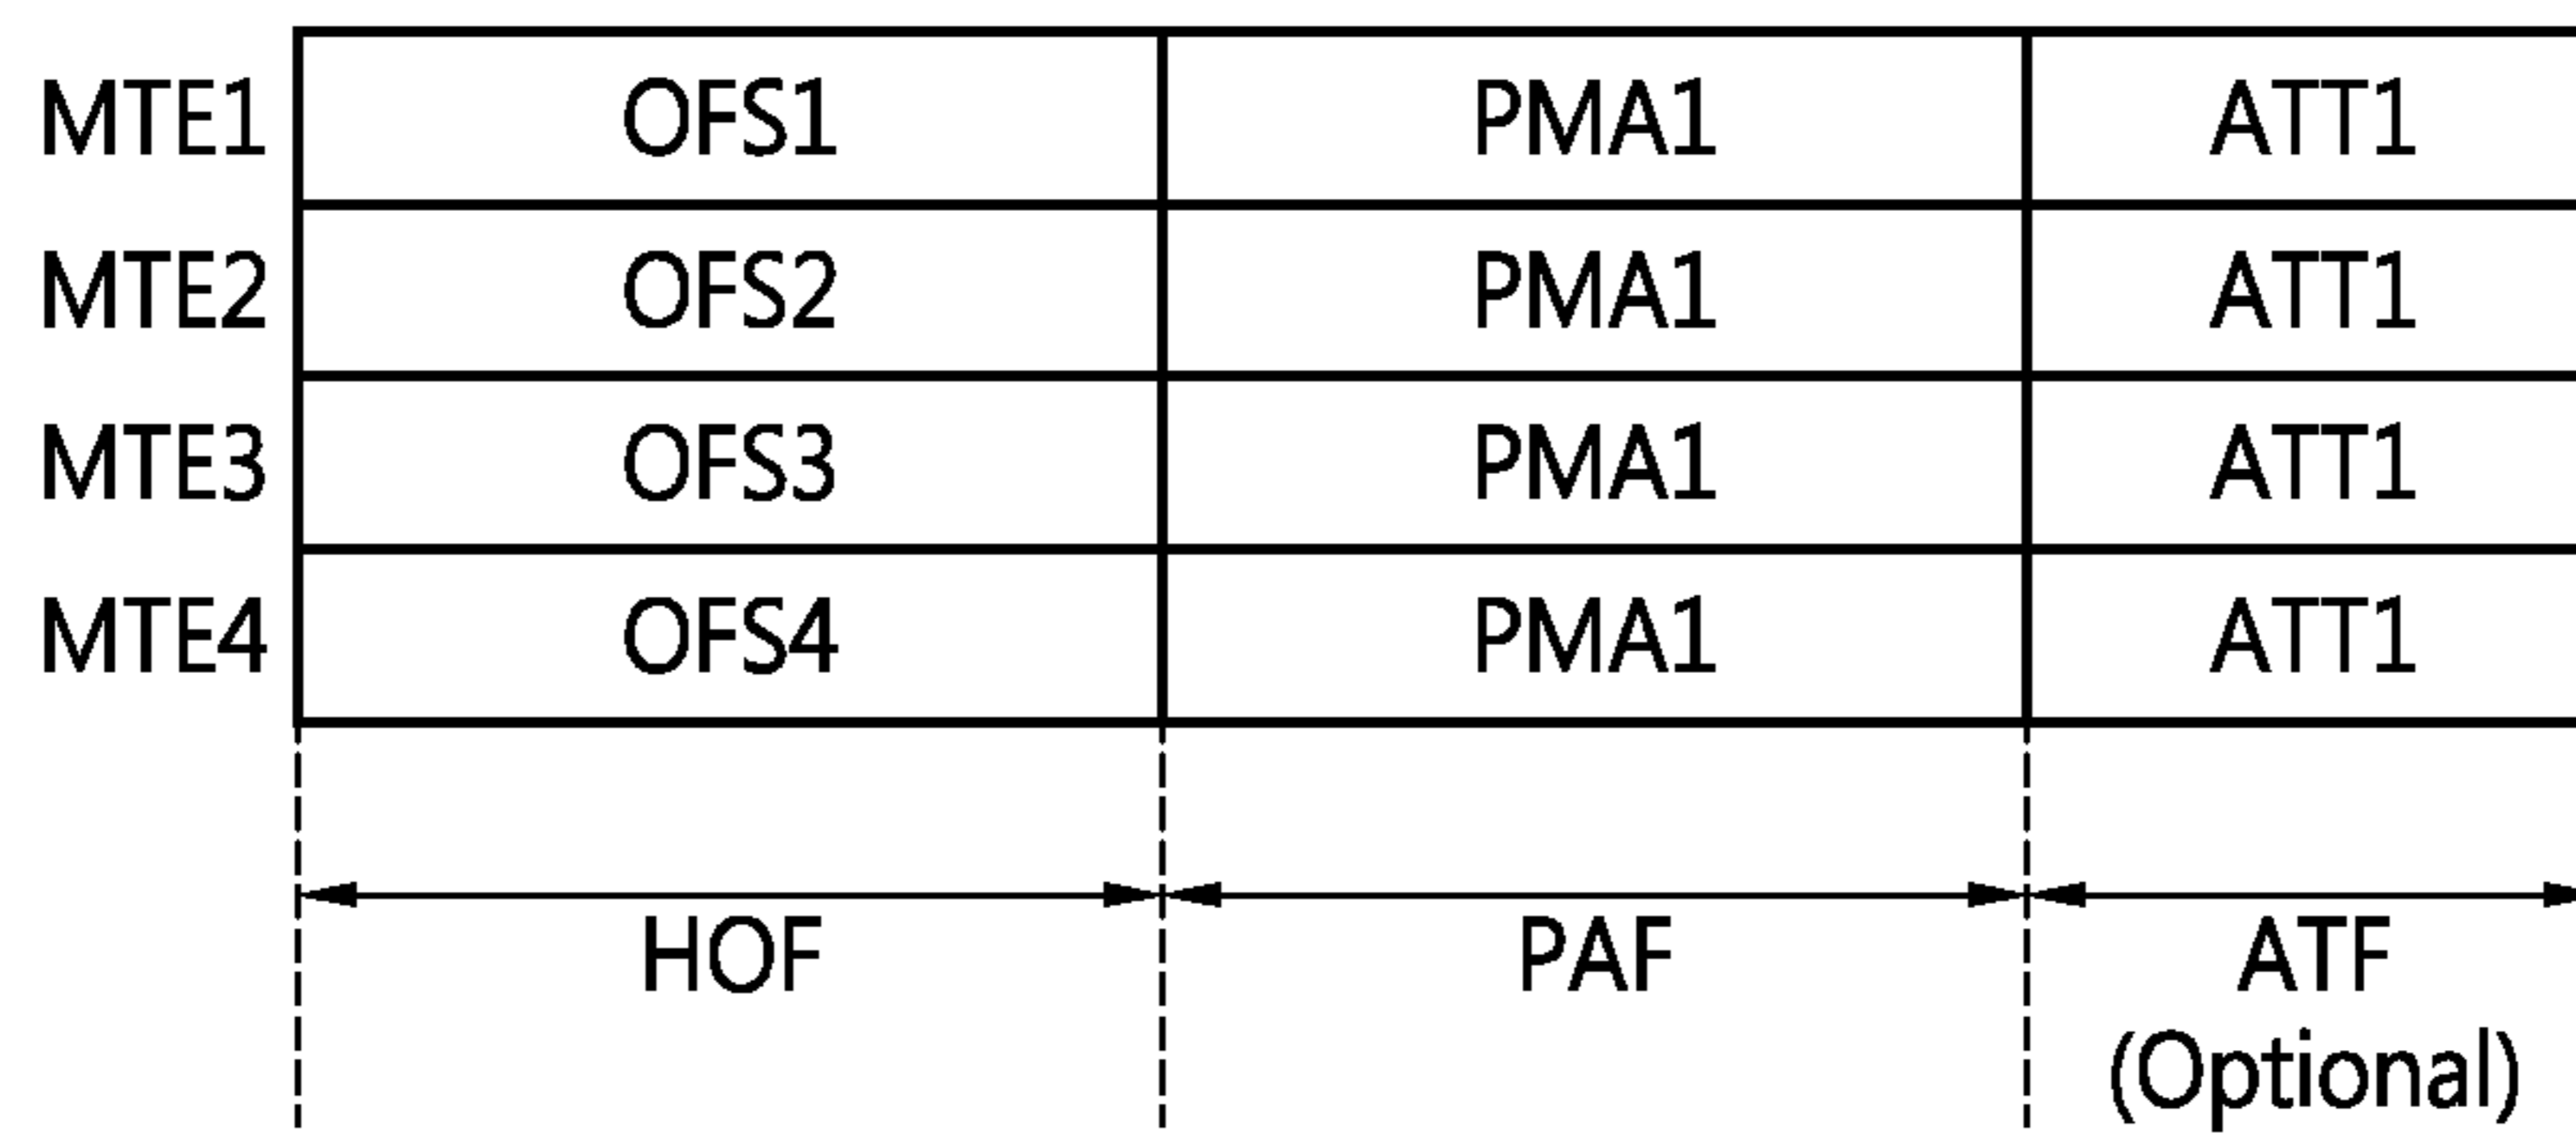 MTE1 OFS1 PMA1 ATT1
MTE2 OFS2 PMA1 ATT1
MTE3 OFS3 PMA1 ATT1
MTE4 OFS4 PMA1 ATT1
HOF PAF ATF
(Optional)